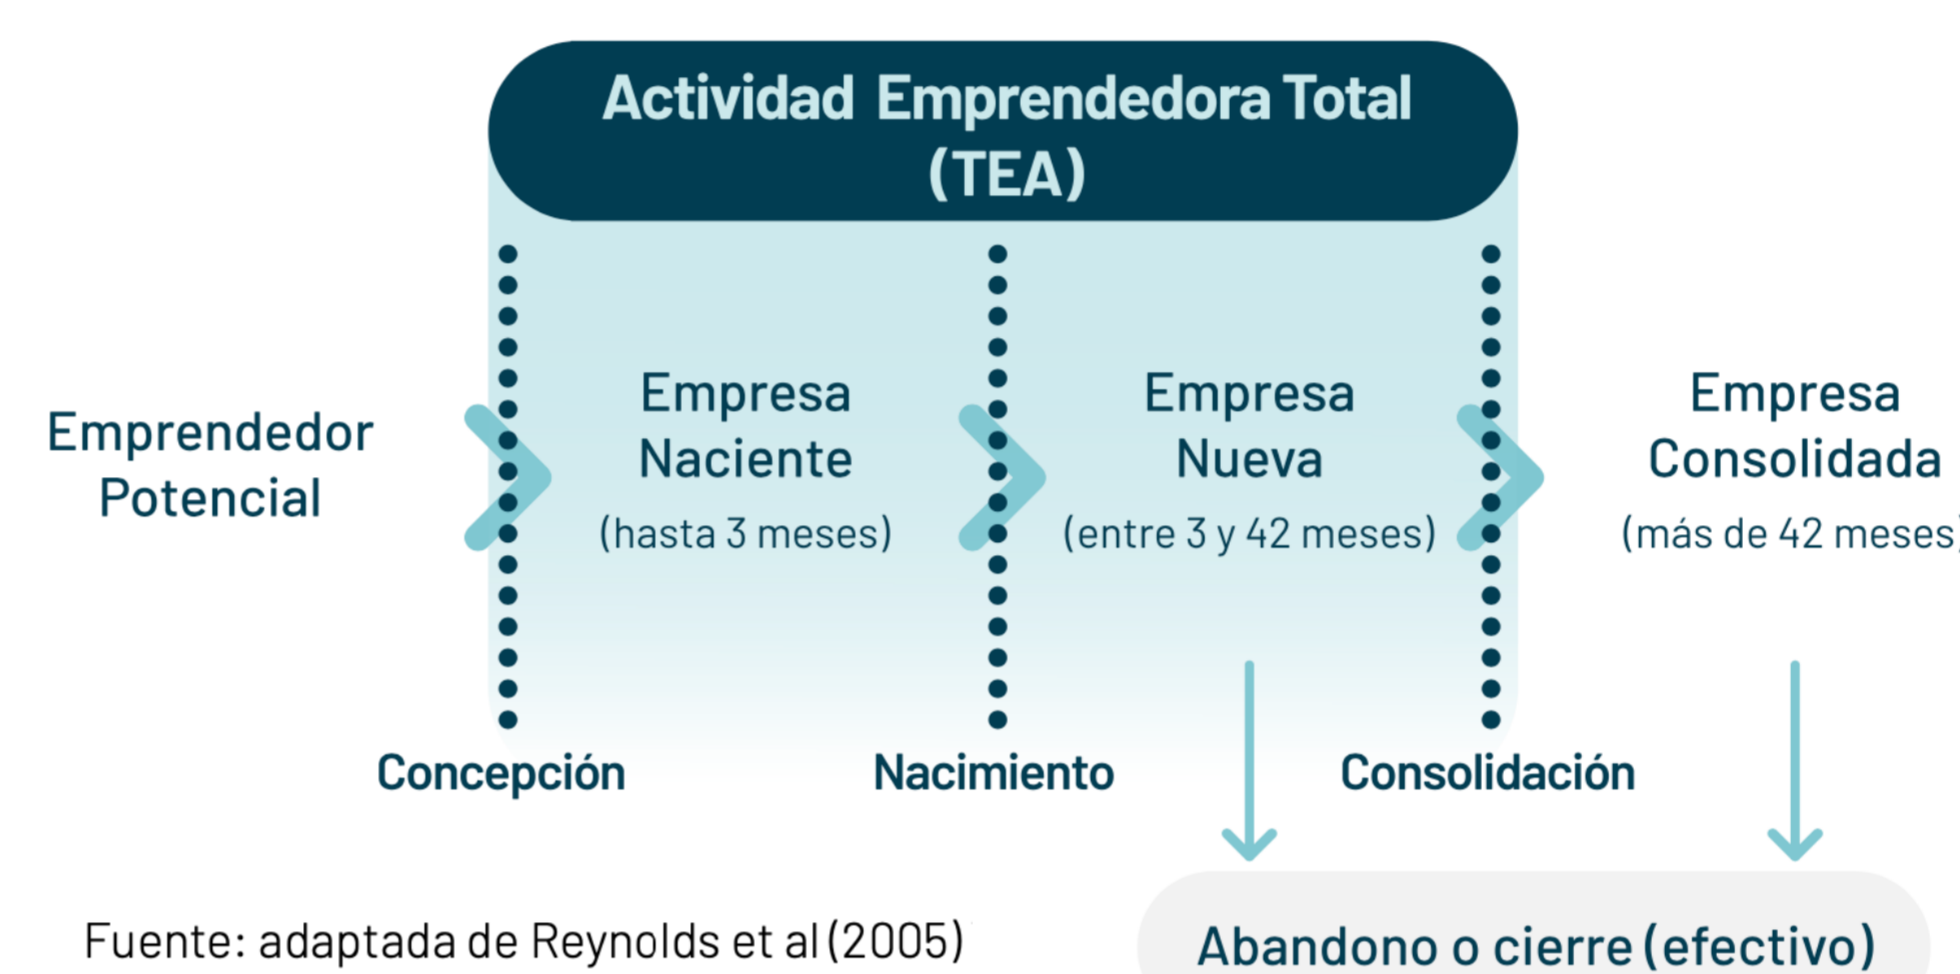 Actividad Emprendedora Total
(TEA)
Emprendedor
Potencial
Empresa
Naciente
(hasta 3 meses)
Empresa
Nueva
(entre 3 y 42 meses)
Empresa
Consolidada
(más de 42 meses)
Concepción
Nacimiento
Consolidación
Fuente: adaptada de Reynolds et al (2005)
Abandono o cierre (efectivo)